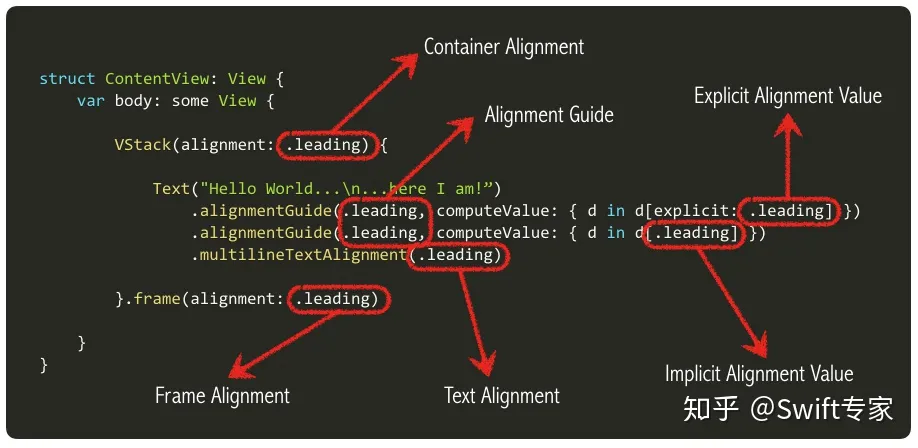 Container Alignment
struct ContentView: View {
var body: some View {
Explicit Alignment Value
Alignment Guide
VStack(alignment: .leading) {
Text("Hello World...\n...here I am!”)
.alignmentGuide(.leading, computeValue: { d in d[explicit: .leading] })
.alignmentGuide(.leading, computeValue: { d in d[.leading] })
.multilineTextAlignment(.leading)
}.frame(alignment: .leading)
}
}
Frame Alignment
Text Alignment
Implicit Alignment Value
知乎 @Swift专家